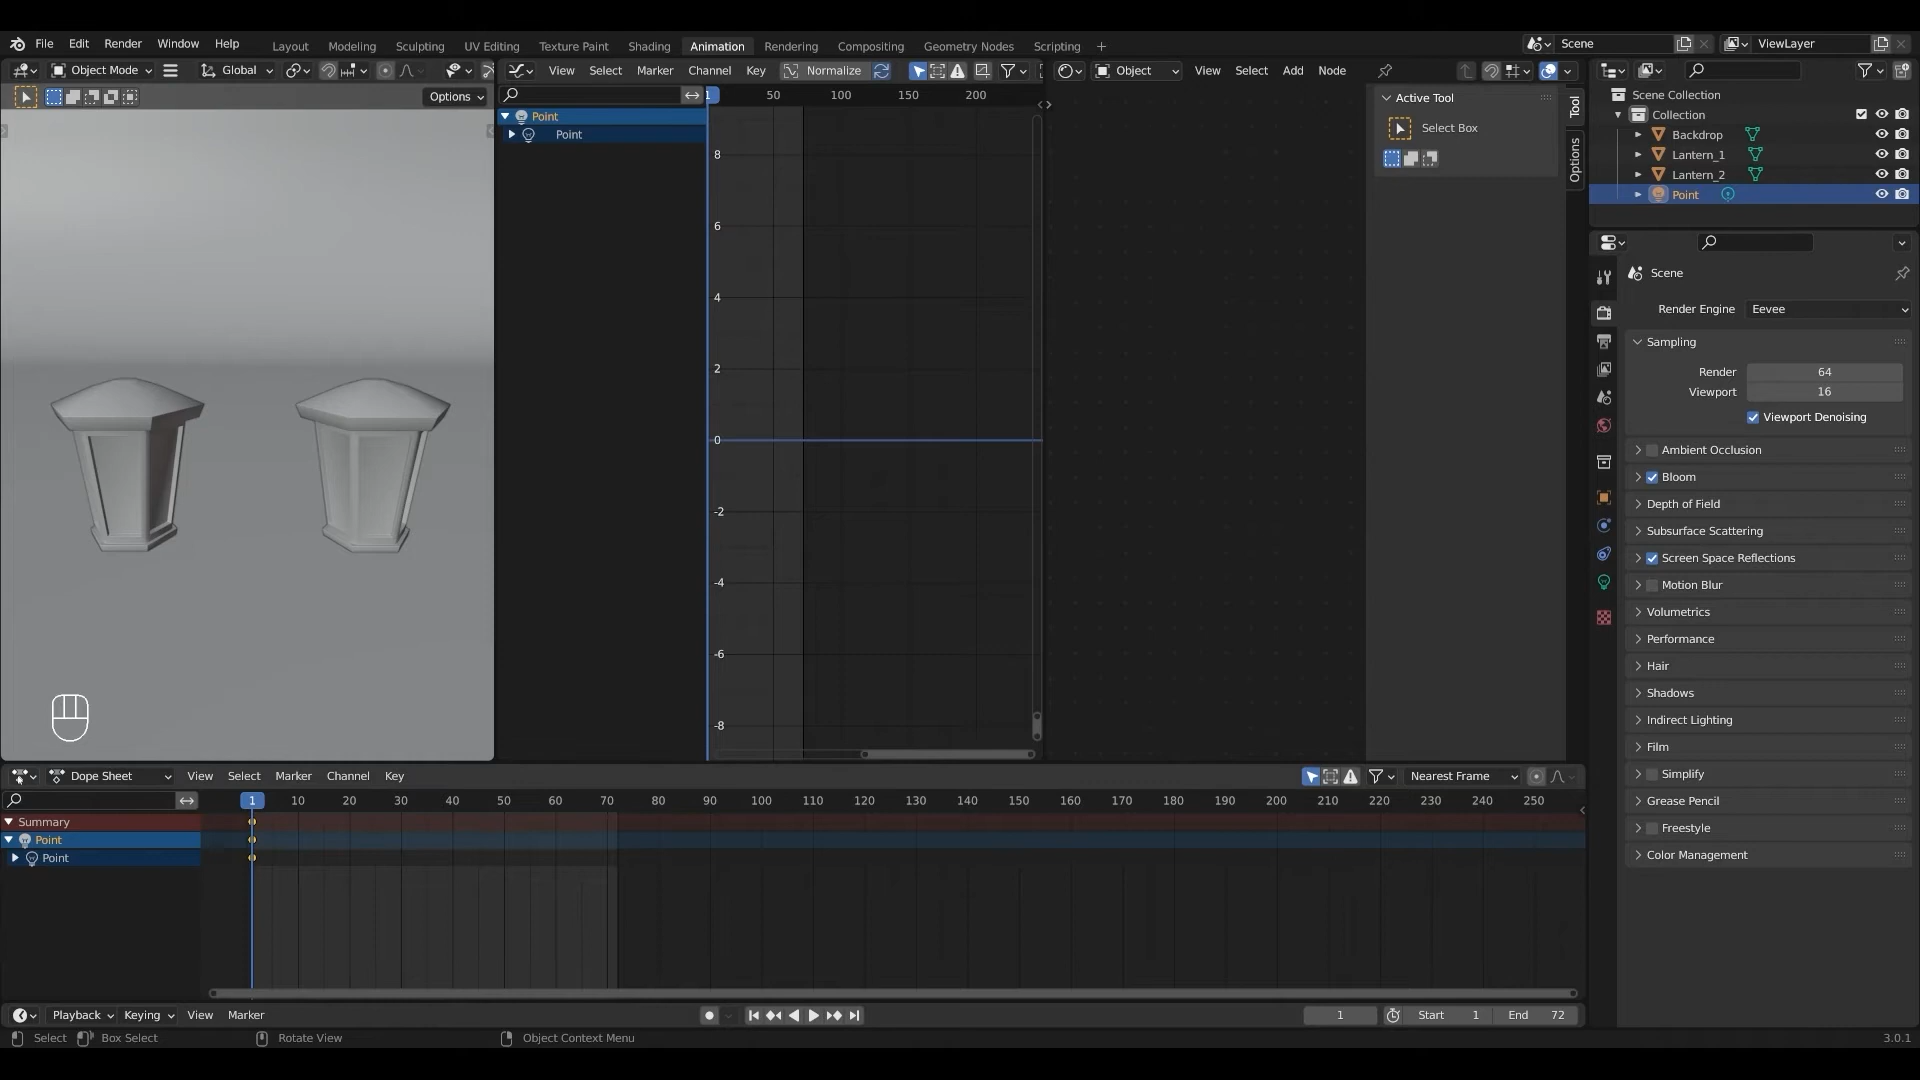 File Edit Render Window Help Layout Modeling Sculpting UV Editing Texture Paint Shading Animation Rendering Compositing Geometry Nodes Scripting + Scene ViewLayer
Object Mode Global View Select Marker Channel Key Normalize Object View Select Add Node
Options
1 50 100 150 200
Point
Point
8
6
4
2
0
-2
-4
-6
-8
Active Tool
Select Box
Tool
Options
Scene Collection
Collection
Backdrop
Lantern_1
Lantern_2
Point
Scene
Render Engine Eevee
Sampling
Render 64
Viewport 16
Viewport Denoising
Ambient Occlusion
Bloom
Depth of Field
Subsurface Scattering
Screen Space Reflections
Motion Blur
Volumetrics
Performance
Hair
Shadows
Indirect Lighting
Film
Simplify
Grease Pencil
Freestyle
Color Management
Dope Sheet View Select Marker Channel Key Nearest Frame
1 10 20 30 40 50 60 70 80 90 100 110 120 130 140 150 160 170 180 190 200 210 220 230 240 250
Summary
Point
Point
Playback Keying View Marker 1 Start 1 End 72
Select Box Select Rotate View Object Context Menu 3.0.1